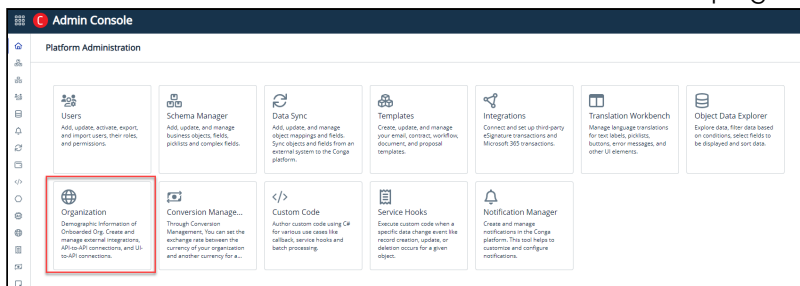 C Admin Console
Platform Administration
Users
Add, update, activate, export,
and import users, their roles,
and permissions.
Schema Manager
Add, update, and manage
business objects, fields,
picklists and complex fields.
Data Sync
Add, update, and manage
object mappings and fields.
Sync objects and fields from an
external system to the Conga
platform.
Templates
Create, update, and manage
your email, contract, workflow,
document, and proposal
templates.
Integrations
Connect and set up third-party
eSignature transactions and
Microsoft 365 transactions.
Translation Workbench
Manage language translations
for text labels, picklists,
buttons, error messages, and
other UI elements.
Object Data Explorer
Explore data, filter data based
on conditions, select fields to
be displayed and sort data.
Organization
Demographic Information of
Onboarded Org. Create and
manage external integrations,
API-to-API connections, and UI-
to-API connections.
Conversion Manage...
Through Conversion
Management, You can set the
exchange rate between the
currency of your organization
and another currency for a...
</>
Custom Code
Author custom code using C#
for various use cases like
callback, service hooks and
batch processing.
Service Hooks
Execute custom code when a
specific data change event like
record creation, update, or
deletion occurs for a given
object.
Notification Manager
Create and manage
notifications in the Conga
platform. This tool helps to
customize and configure
notifications.